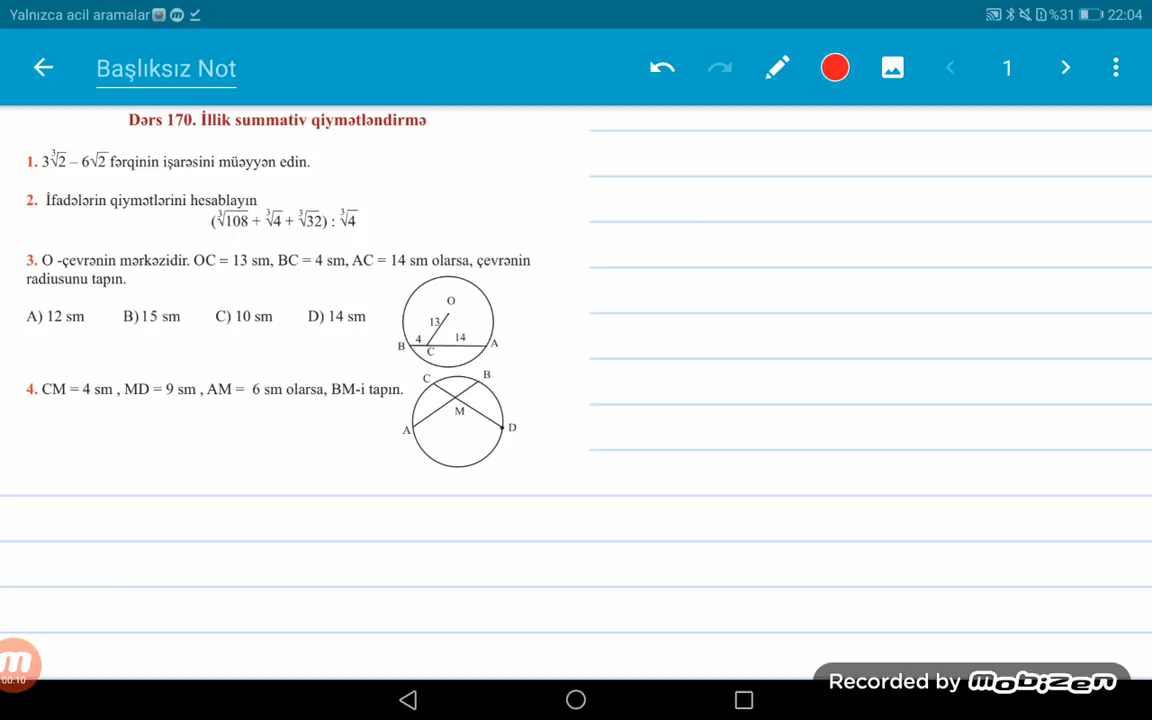 Yalnızca acil aramalar
%31 22:04
Başlıksız Not
1
Dərs 170. İllik summativ qiymətləndirmə
1. 3∛2 – 6√2 fərqinin işarəsini müəyyən edin.
2. İfadələrin qiymətlərini hesablayın
(∛108 + ∛4 + ∛32) : ∛4
3. O -çevrənin mərkəzidir. OC = 13 sm, BC = 4 sm, AC = 14 sm olarsa, çevrənin
radiusunu tapın.
A) 12 sm B) 15 sm C) 10 sm D) 14 sm
O
13
4 14
B C A
4. CM = 4 sm , MD = 9 sm , AM = 6 sm olarsa, BM-i tapın.
C B
M
A D
00:10
Recorded by mobizen